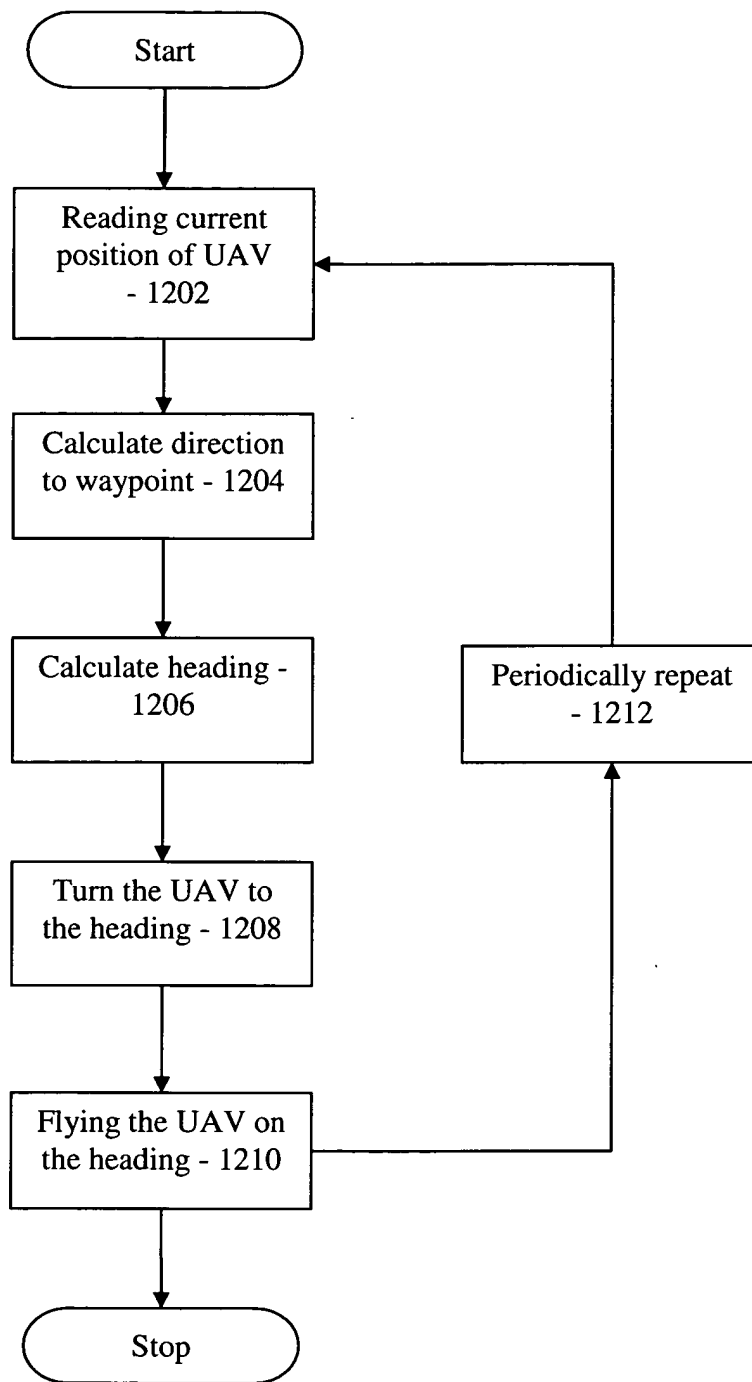 Start
Reading current
position of UAV
- 1202
Calculate direction
to waypoint - 1204
Calculate heading -
1206
Periodically repeat
- 1212
Turn the UAV to
the heading - 1208
Flying the UAV on
the heading - 1210
Stop